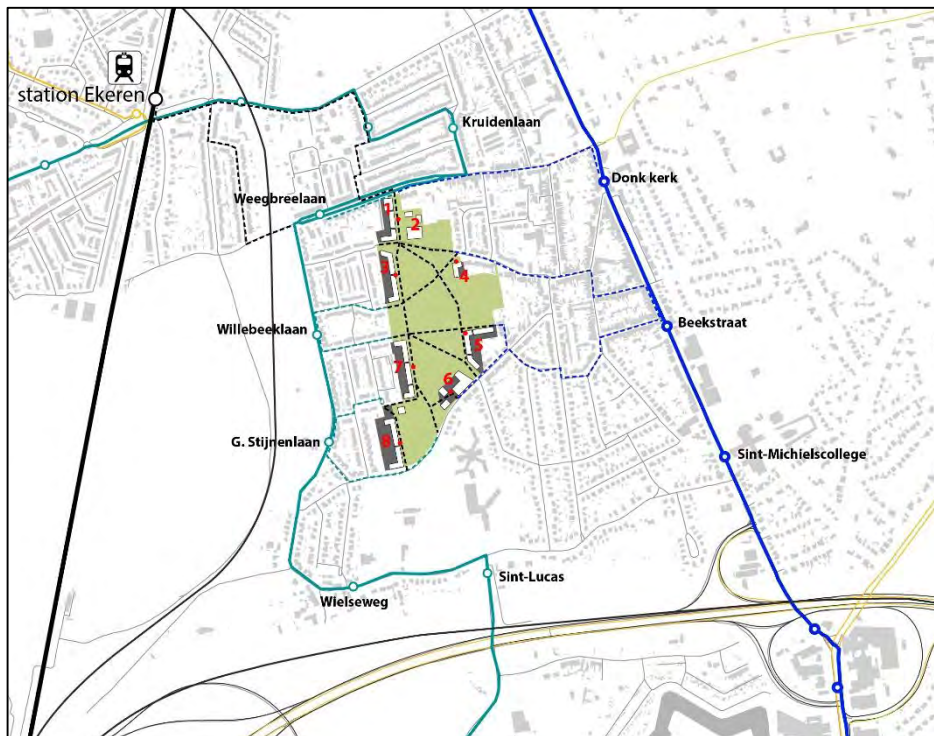 station Ekeren
Kruidenlaan
Donk kerk
Weegbreelaan
1
2
3
4
Willebeeklaan
Beekstraat
5
7
6
G. Stijnenlaan
8
Sint-Michielscollege
Sint-Lucas
Wielseweg